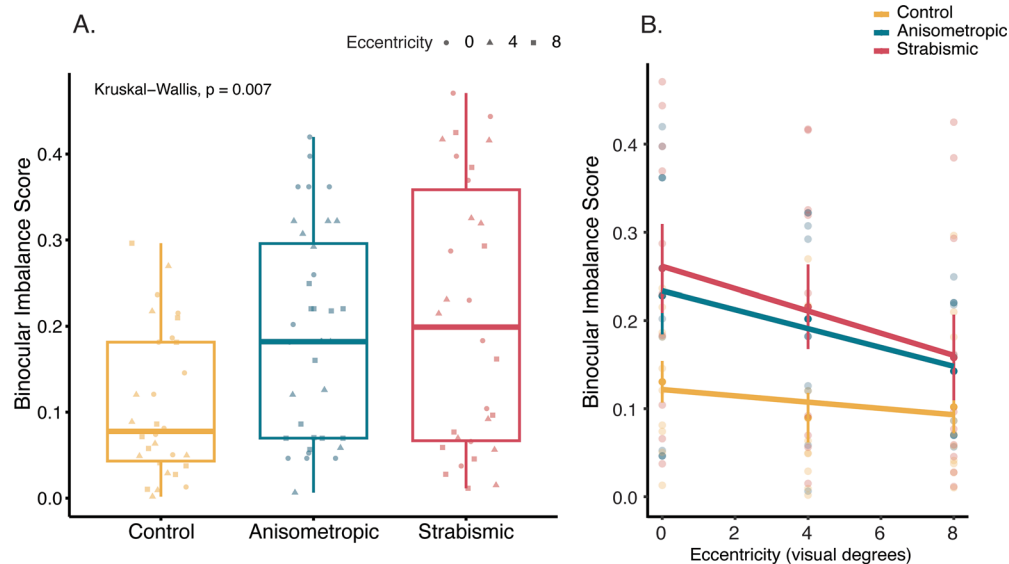 A.
Eccentricity 0 4 8
Kruskal−Wallis, p = 0.007
Binocular Imbalance Score
0.4
0.3
0.2
0.1
0.0
Control
Anisometropic
Strabismic
B.
Control
Anisometropic
Strabismic
Binocular Imbalance Score
0.4
0.3
0.2
0.1
0.0
0
2
4
6
8
Eccentricity (visual degrees)